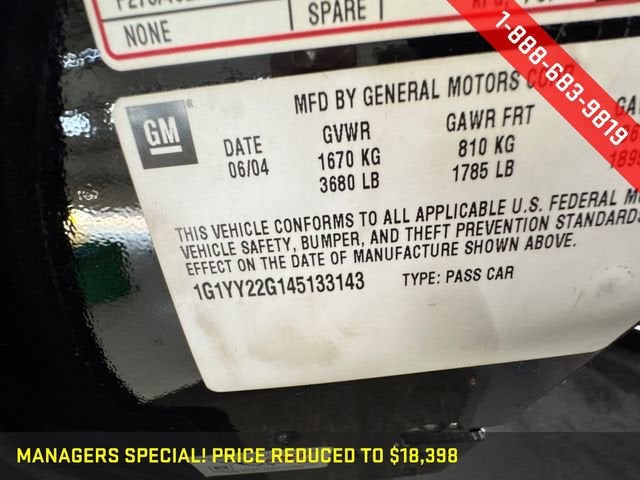 NONE
SPARE
1-888-683-9819
GM
MFD BY GENERAL MOTORS CORP
DATE GVWR GAWR FRT
06/04 1670 KG 810 KG
3680 LB 1785 LB
THIS VEHICLE CONFORMS TO ALL APPLICABLE U.S. FEDERAL
VEHICLE SAFETY, BUMPER, AND THEFT PREVENTION STANDARDS
EFFECT ON THE DATE OF MANUFACTURE SHOWN ABOVE.
1G1YY22G145133143 TYPE: PASS CAR
MANAGERS SPECIAL! PRICE REDUCED TO $18,398